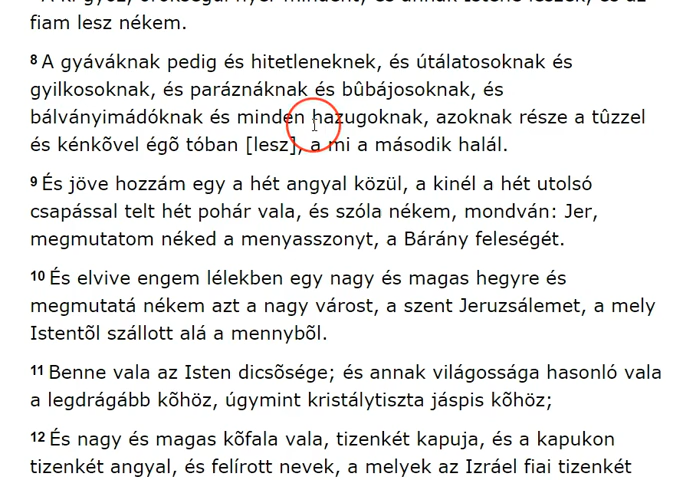 fiam lesz nékem.
8 A gyáváknak pedig és hitetleneknek, és útálatosoknak és
gyilkosoknak, és paráznáknak és bûbájosoknak, és
bálványimádóknak és minden hazugoknak, azoknak része a tûzzel
és kénkõvel égõ tóban [lesz], a mi a második halál.
9 És jöve hozzám egy a hét angyal közül, a kinél a hét utolsó
csapással telt hét pohár vala, és szóla nékem, mondván: Jer,
megmutatom néked a menyasszonyt, a Bárány feleségét.
10 És elvive engem lélekben egy nagy és magas hegyre és
megmutatá nékem azt a nagy várost, a szent Jeruzsálemet, a mely
Istentõl szállott alá a mennybõl.
11 Benne vala az Isten dicsõsége; és annak világossága hasonló vala
a legdrágább kõhöz, úgymint kristálytiszta jáspis kõhöz;
12 És nagy és magas kõfala vala, tizenkét kapuja, és a kapukon
tizenkét angyal, és felírott nevek, a melyek az Izráel fiai tizenkét